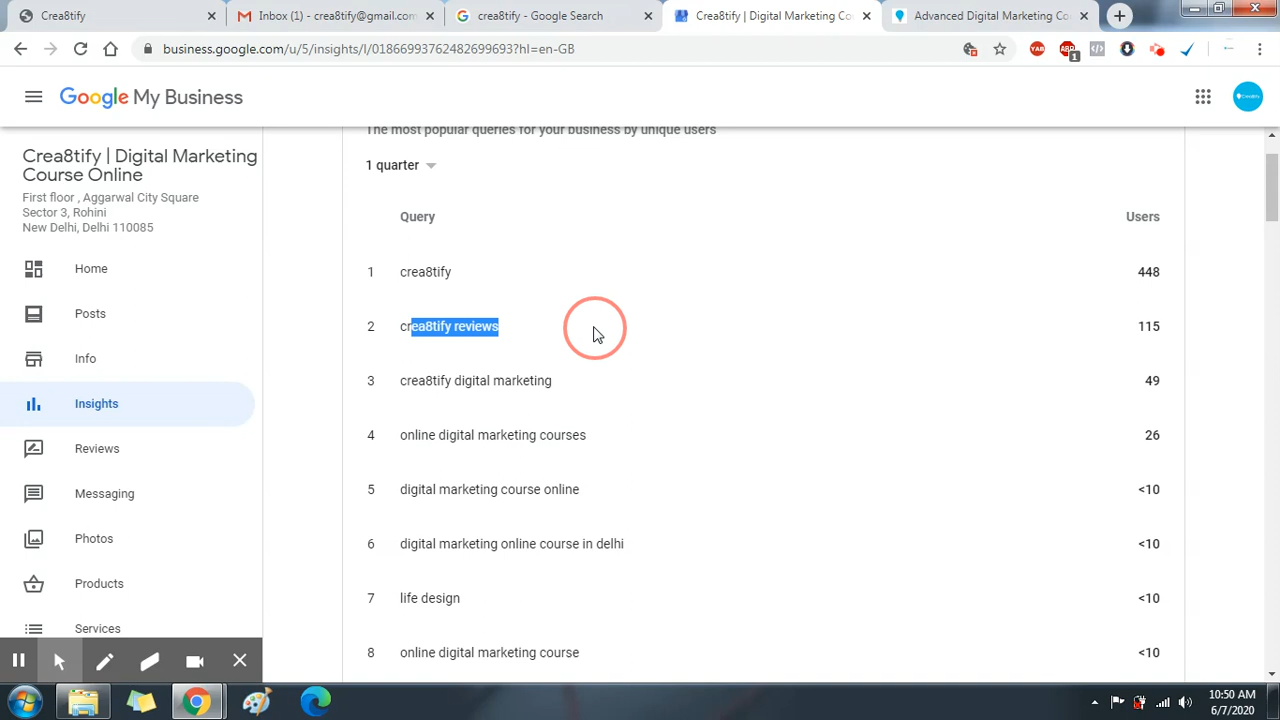 Crea8tify
Inbox (1) - crea8tify@gmail.com
crea8tify - Google Search
Crea8tify | Digital Marketing Co
Advanced Digital Marketing Co
business.google.com/u/5/insights/l/01866993762482699693?hl=en-GB
YAB
ABP
1
Google My Business
Crea8tify
Crea8tify | Digital Marketing
Course Online
First floor , Aggarwal City Square
Sector 3, Rohini
New Delhi, Delhi 110085
Home
Posts
Info
Insights
Reviews
Messaging
Photos
Products
Services
The most popular queries for your business by unique users
1 quarter
Query Users
1 crea8tify 448
2 crea8tify reviews 115
3 crea8tify digital marketing 49
4 online digital marketing courses 26
5 digital marketing course online <10
6 digital marketing online course in delhi <10
7 life design <10
8 online digital marketing course <10
10:50 AM
6/7/2020